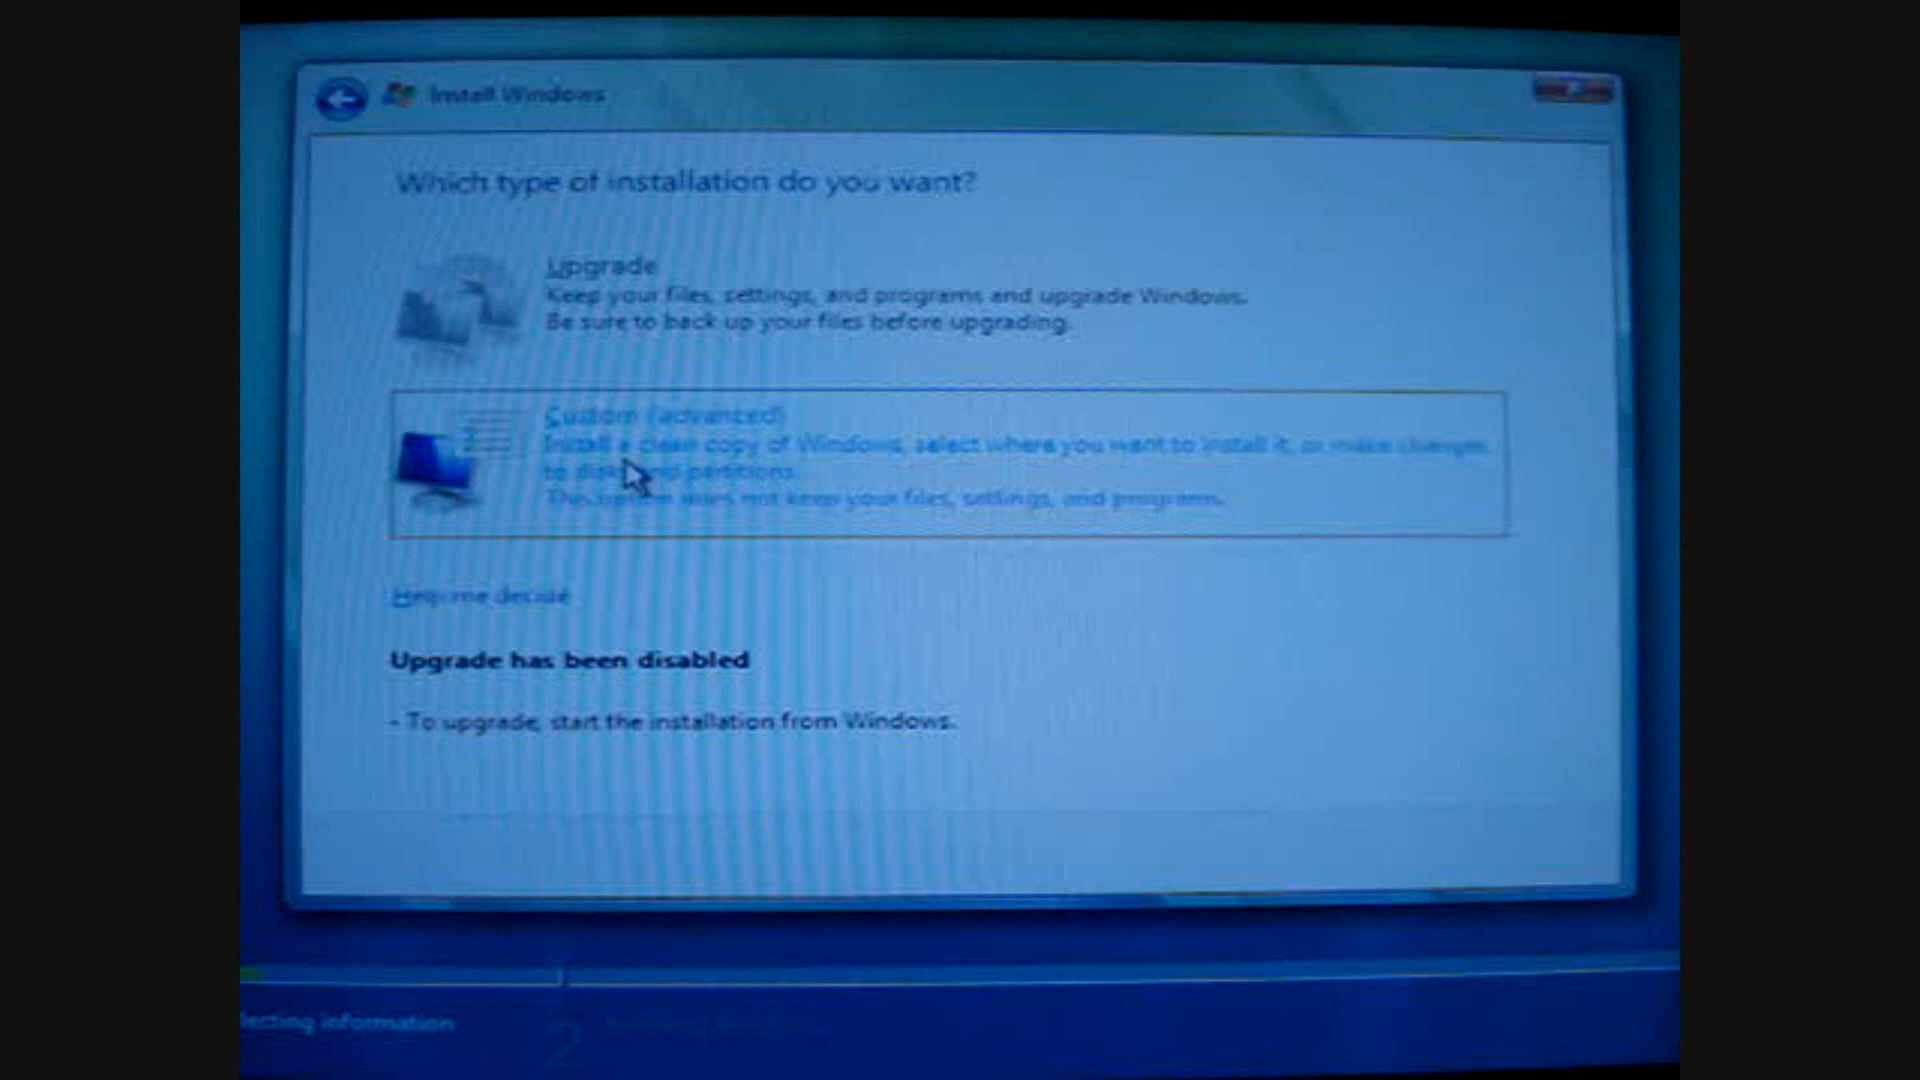 Install Windows
Which type of installation do you want?
Upgrade
Keep your files, settings, and programs and upgrade Windows.
Be sure to back up your files before upgrading.
Custom (advanced)
Install a clean copy of Windows, select where you want to install it, or make changes
to disks and partitions.
This option does not keep your files, settings, and programs.
Help me decide
Upgrade has been disabled
- To upgrade, start the installation from Windows.
lecting information
2